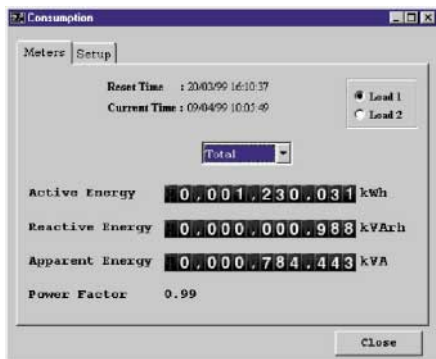 Consumption
Meters Setup
Reset Time : 20/03/99 16:10:37
Current Time : 09/04/99 10:05:49
Load 1
Load 2
Total
Active Energy 0,001,230,031 kWh
Reactive Energy 0,000,000,988 kVArh
Apparent Energy 0,000,784,443 kVA
Power Factor 0.99
Close